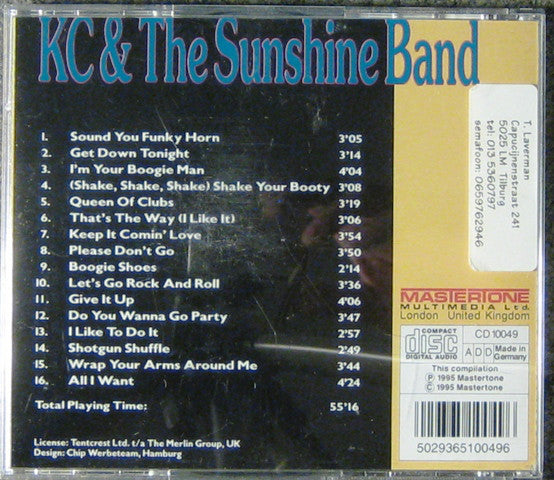 KC & The Sunshine Band
1. Sound You Funky Horn 3'05
2. Get Down Tonight 3'14
3. I'm Your Boogie Man 4'04
4. (Shake, Shake, Shake) Shake Your Booty 3'08
5. Queen Of Clubs 3'19
6. That's The Way (I Like It) 3'06
7. Keep It Comin' Love 3'54
8. Please Don't Go 3'50
9. Boogie Shoes 2'14
10. Let's Go Rock And Roll 3'36
11. Give It Up 4'06
12. Do You Wanna Go Party 3'47
13. I Like To Do It 2'57
14. Shotgun Shuffle 2'49
15. Wrap Your Arms Around Me 3'44
16. All I Want 4'24
Total Playing Time: 55'16
License: Tentcrest Ltd. t/a The Merlin Group, UK
Design: Chip Werbeteam, Hamburg
T. Laverman
Capucijnenstraat 241
5025 LM Tilburg
tel: 013-5360797
semafoon: 0659762946
MASTERTONE
MULTIMEDIA Ltd.
London United Kingdom
COMPACT
disc
DIGITAL AUDIO
CD 10049
ADD
Made in
Germany
This compilation
℗ 1995 Mastertone
© 1995 Mastertone
5029365100496